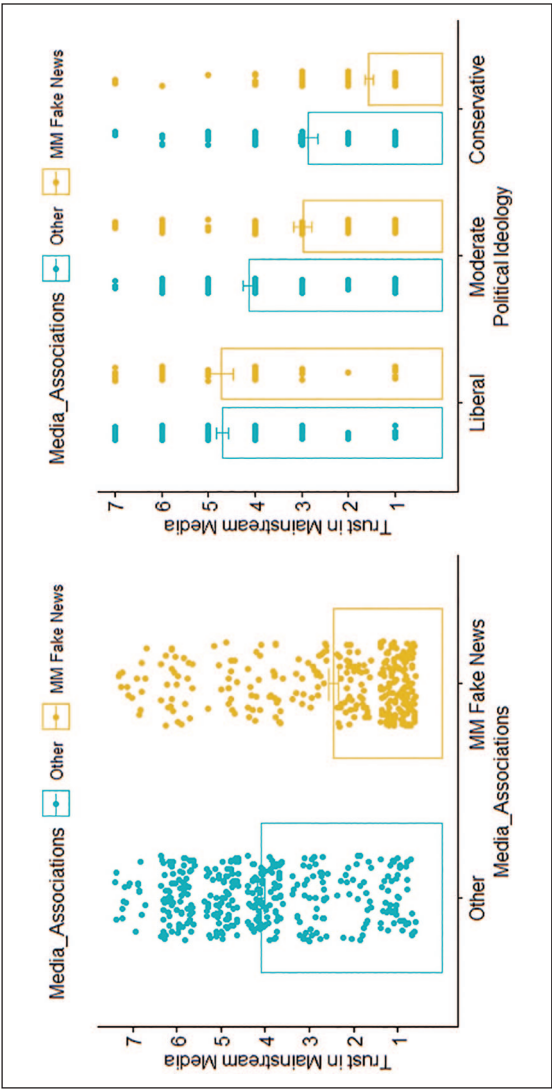 Media_Associations Other MM Fake News
Trust in Mainstream Media
7
6
5
4
3
2
1
Other MM Fake News
Media_Associations
Media_Associations Other MM Fake News
Trust in Mainstream Media
7
6
5
4
3
2
1
Liberal Moderate Conservative
Political Ideology